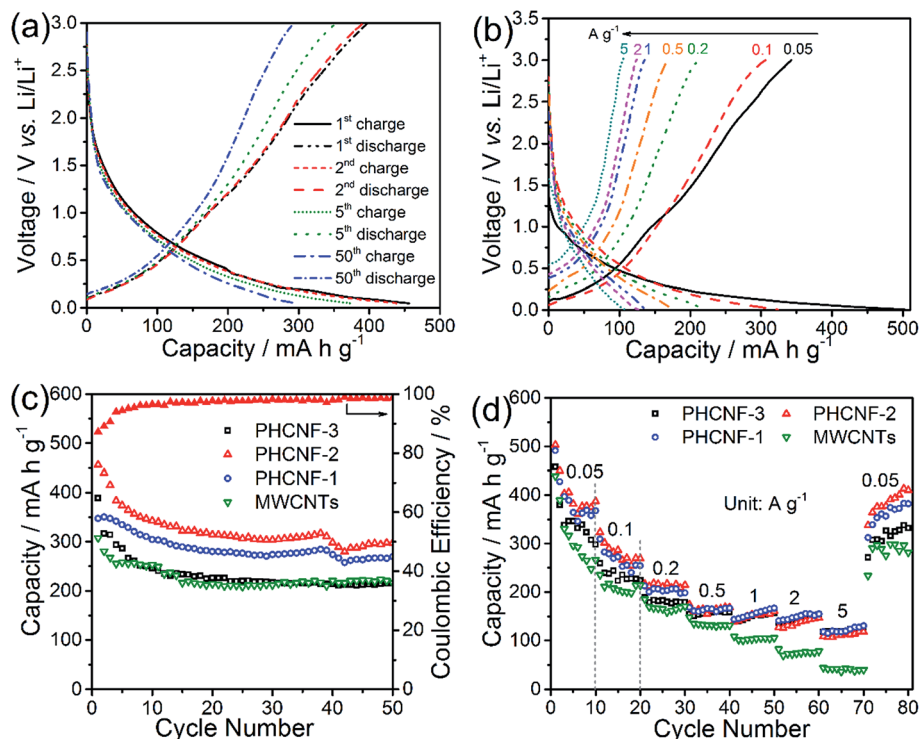 (a)
3.0
2.5
2.0
1.5
1.0
0.5
0.0
Voltage / V vs. Li/Li+
1st charge
1st discharge
2nd charge
2nd discharge
5th charge
5th discharge
50th charge
50th discharge
0 100 200 300 400 500
Capacity / mA h g-1
(b)
3.5
3.0
2.5
2.0
1.5
1.0
0.5
0.0
Voltage / V vs. Li/Li+
A g-1
5 2 1 0.5 0.2 0.1 0.05
0 100 200 300 400 500
Capacity / mA h g-1
(c)
600
500
400
300
200
100
0
Capacity / mA h g-1
PHCNF-3
PHCNF-2
PHCNF-1
MWCNTs
100
80
60
40
20
0
Coulombic Efficiency / %
0 10 20 30 40 50
Cycle Number
(d)
600
500
400
300
200
100
0
Capacity / mA h g-1
PHCNF-3 PHCNF-2
PHCNF-1 MWCNTs
Unit: A g-1
0.05 0.1 0.2 0.5 1 2 5 0.05
0 10 20 30 40 50 60 70 80
Cycle Number